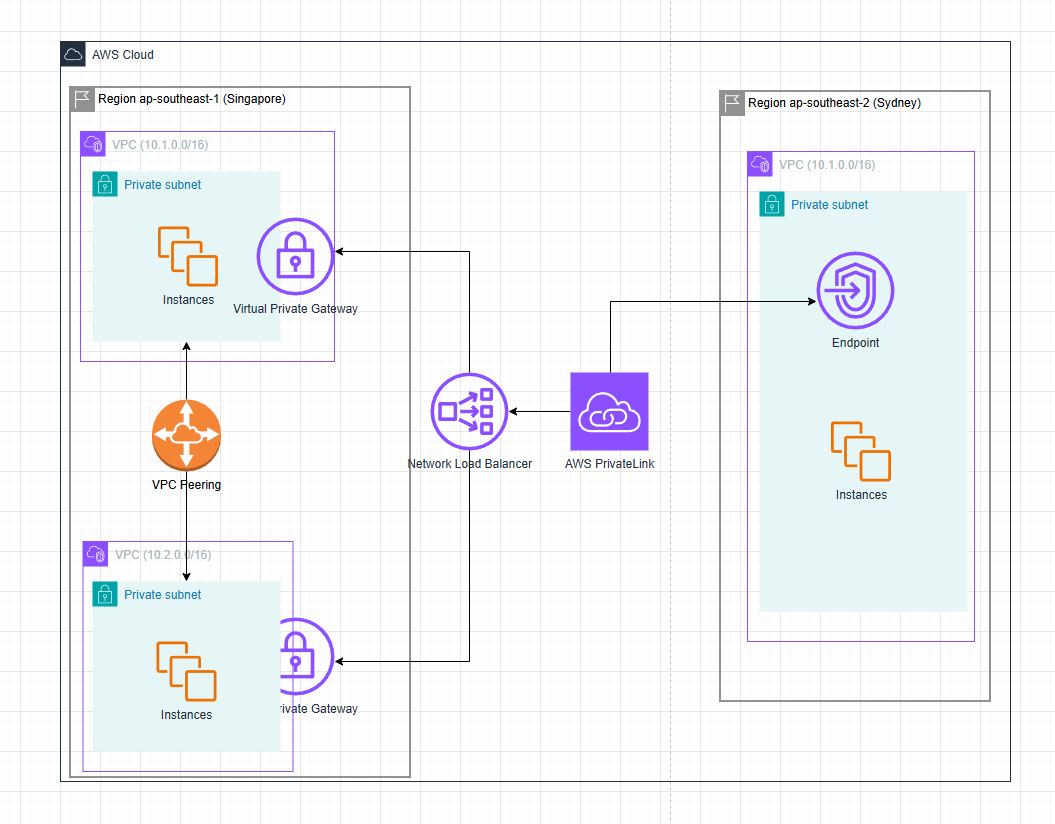 AWS Cloud
Region ap-southeast-1 (Singapore)
VPC (10.1.0.0/16)
Private subnet
Instances
Virtual Private Gateway
VPC Peering
VPC (10.2.0.0/16)
Private subnet
Instances
rivate Gateway
Network Load Balancer
AWS PrivateLink
Region ap-southeast-2 (Sydney)
VPC (10.1.0.0/16)
Private subnet
Endpoint
Instances